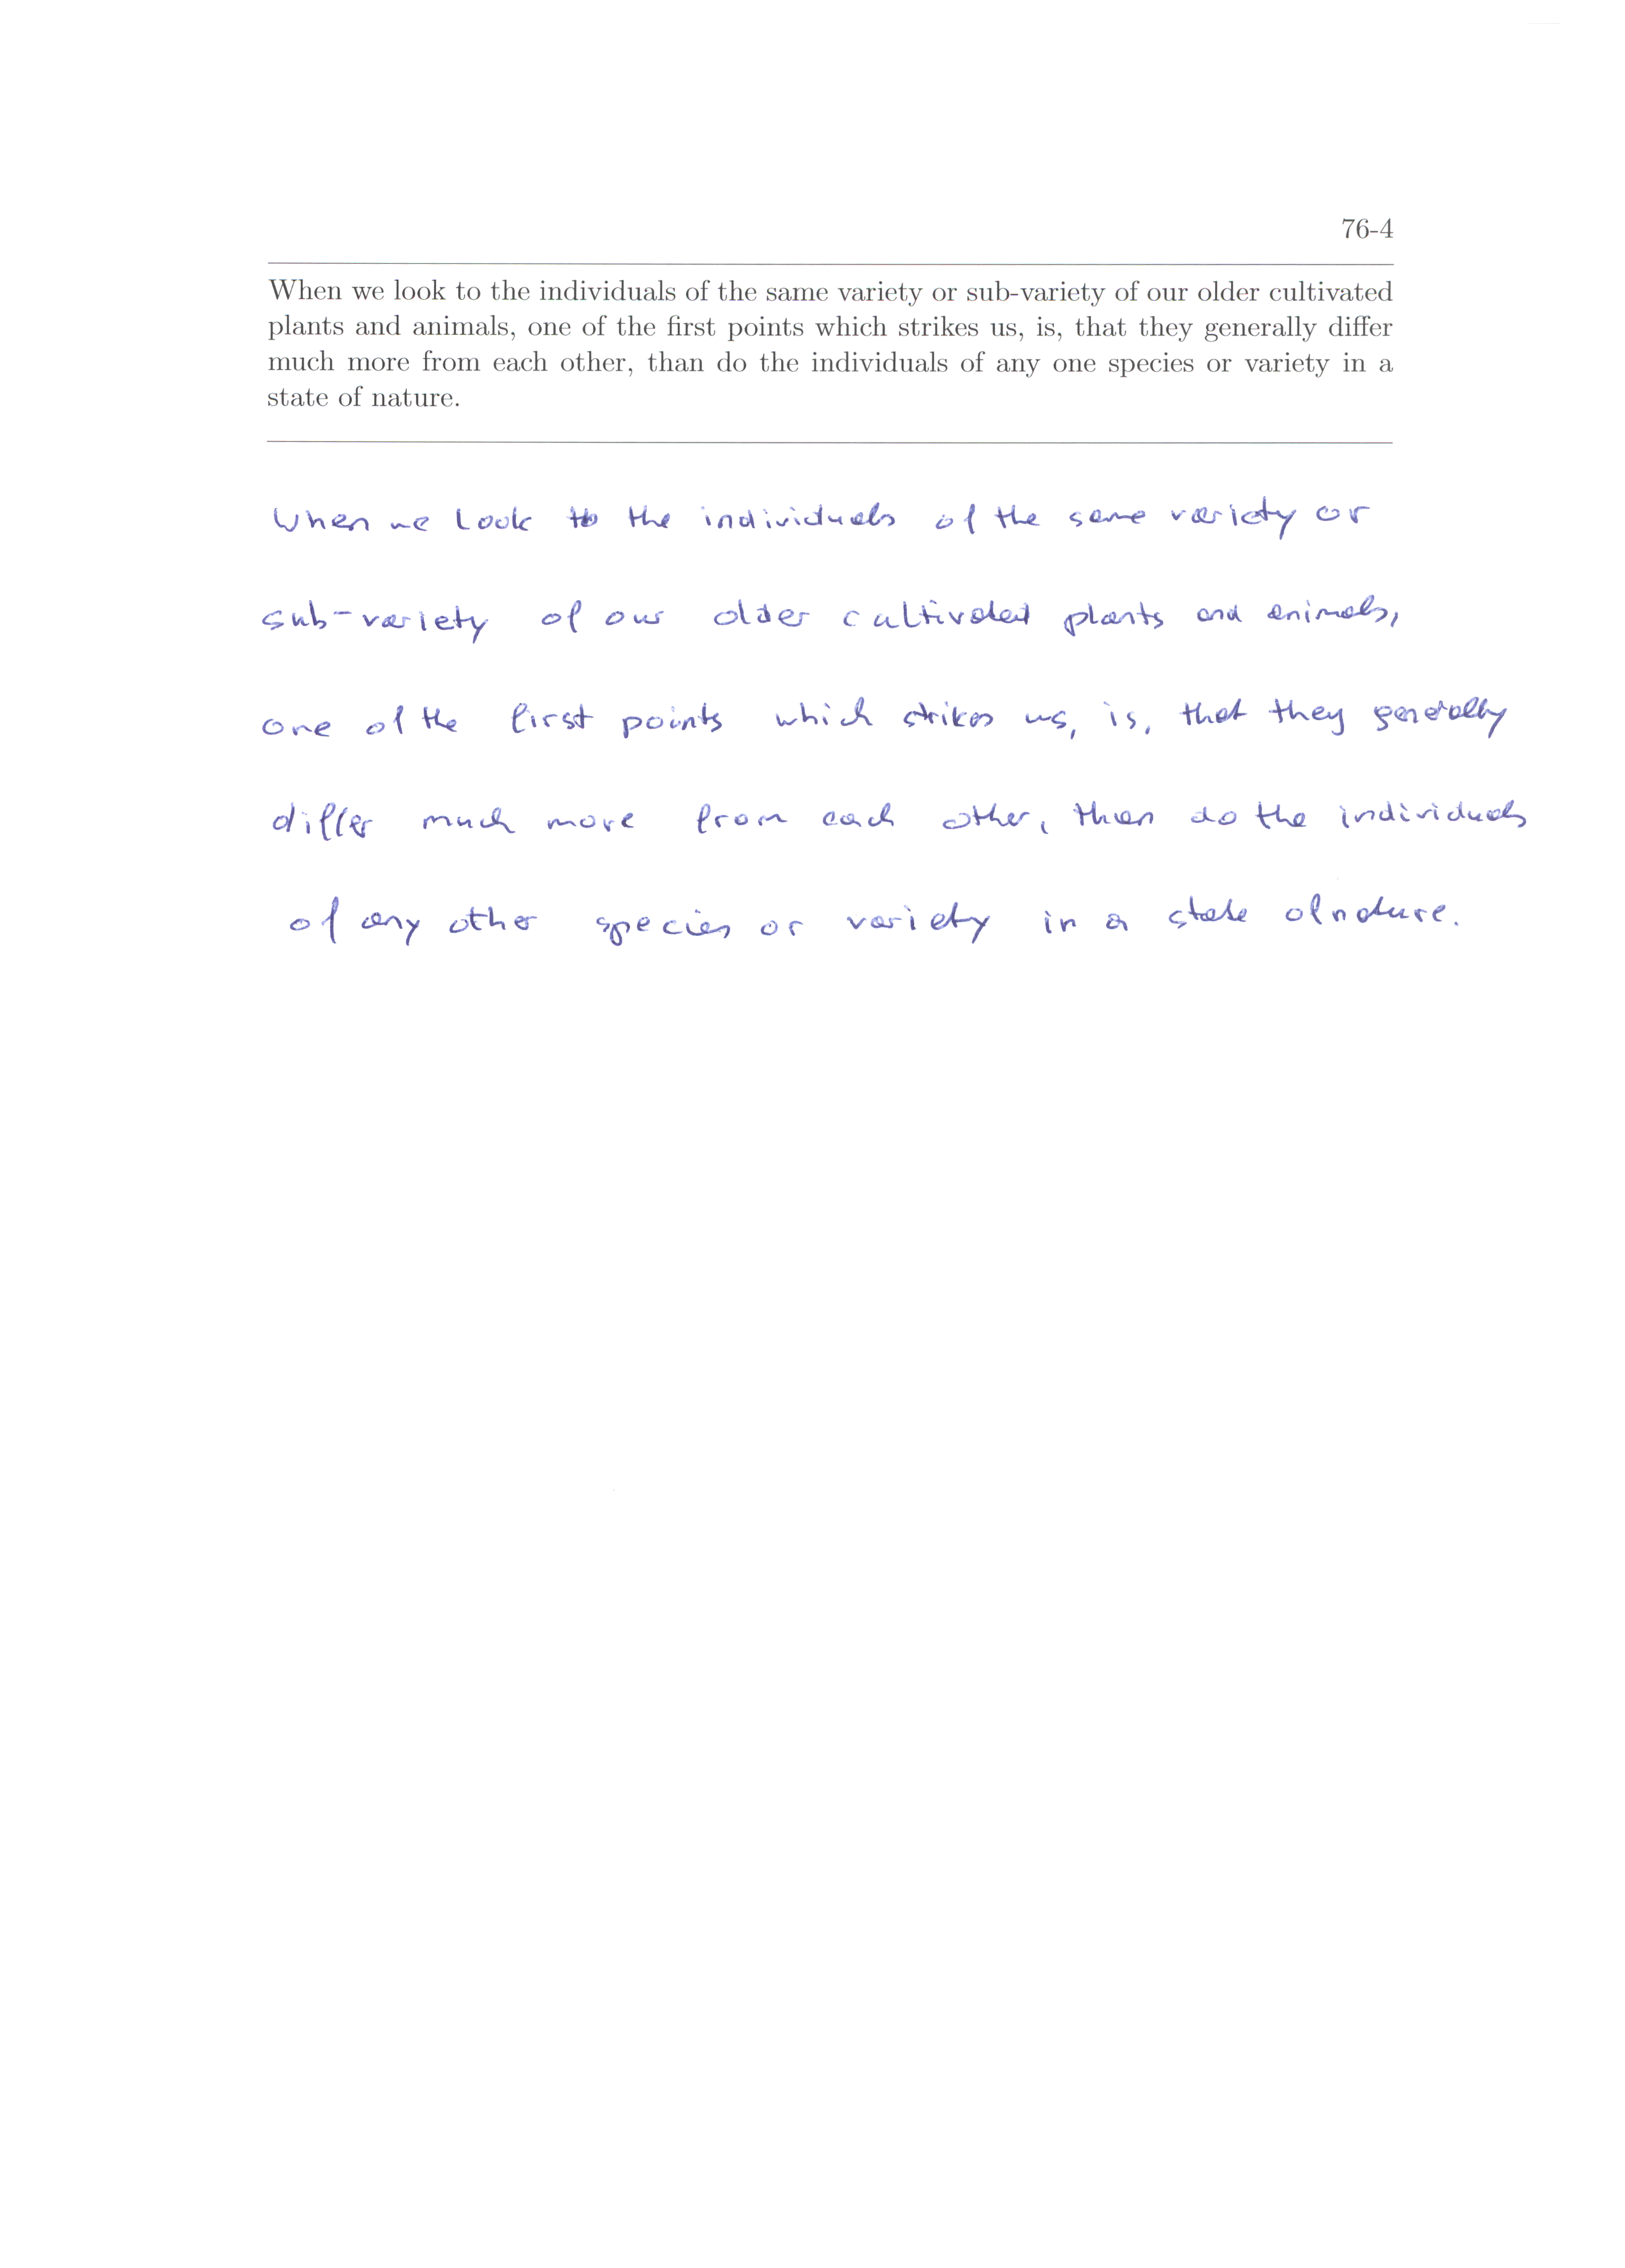 76-4
When we look to the individuals of the same variety or sub-variety of our older cultivated
plants and animals, one of the first points which strikes us, is, that they generally differ
much more from each other, than do the individuals of any one species or variety in a
state of nature.
When we look to the individuals of the same variety or
sub-variety of our older cultivated plants and animals,
one of the first points which strikes us, is, that they generally
differ much more from each other, than do the individuals
of any other species or variety in a state of nature.